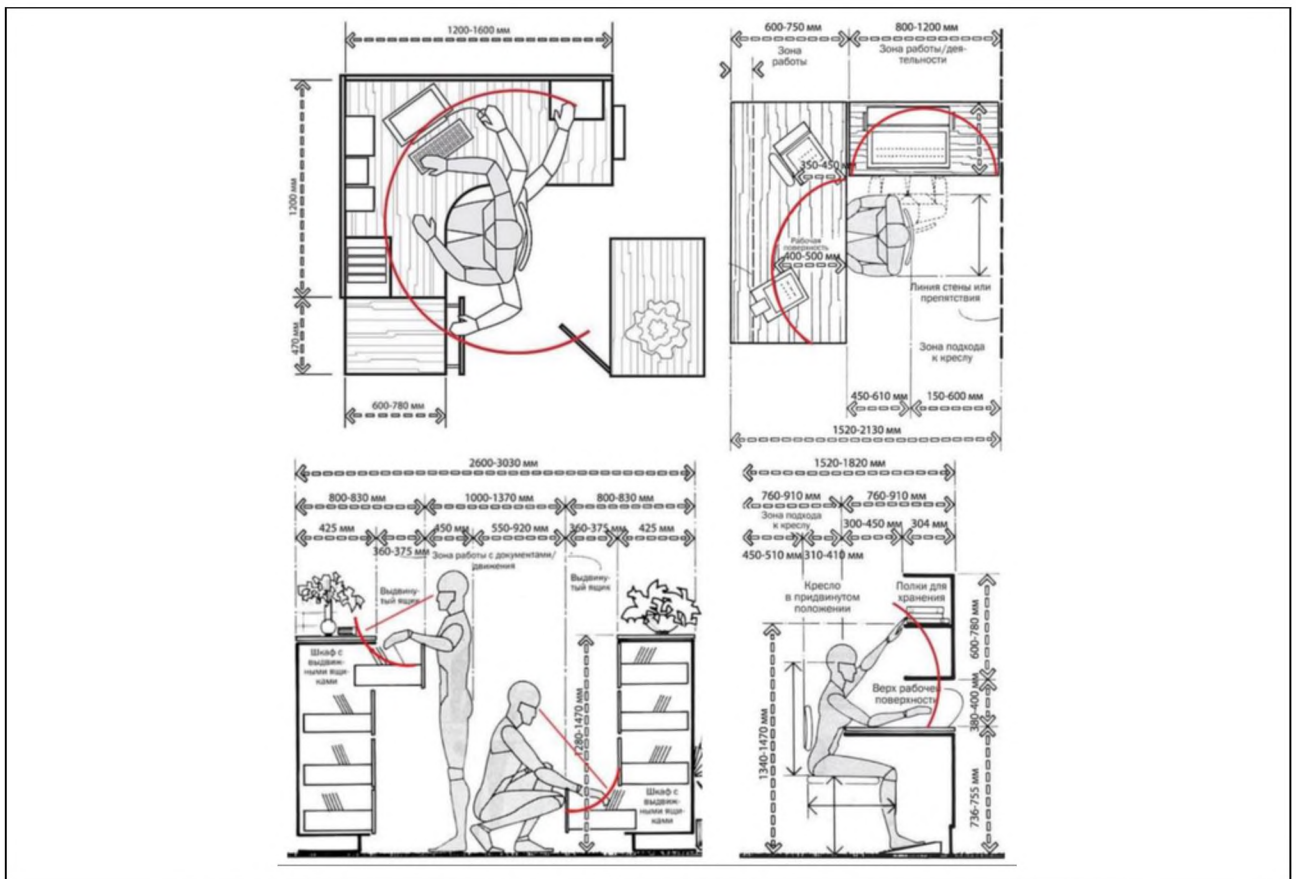 1200-1600 мм
1200 мм
470 мм
600-780 мм
600-750 мм
800-1200 мм
Зона
работы
Зона работы/дея-
тельности
350-450 мм
Рабочая
поверхность
400-500 мм
Линия стены или
препятствия
Зона подхода
к креслу
450-610 мм
150-600 мм
1520-2130 мм
2600-3030 мм
800-830 мм
1000-1370 мм
800-830 мм
425 мм
450 мм
550-920 мм
360-375 мм
425 мм
360-375 мм
Зона работы с документами/
движения
Выдвину-
тый ящик
Выдвину-
тый ящик
Шкаф с
выдвиж-
ными ящи-
ками
1280-1470 мм
Шкаф с
выдвиж-
ными ящи-
ками
1520-1820 мм
760-910 мм
760-910 мм
Зона подхода
к креслу
300-450 мм
304 мм
450-510 мм
310-410 мм
Кресло
в придвинутом
положении
Полки для
хранения
600-780 мм
Верх рабочей
поверхности
380-400 мм
1340-1470 мм
736-755 мм